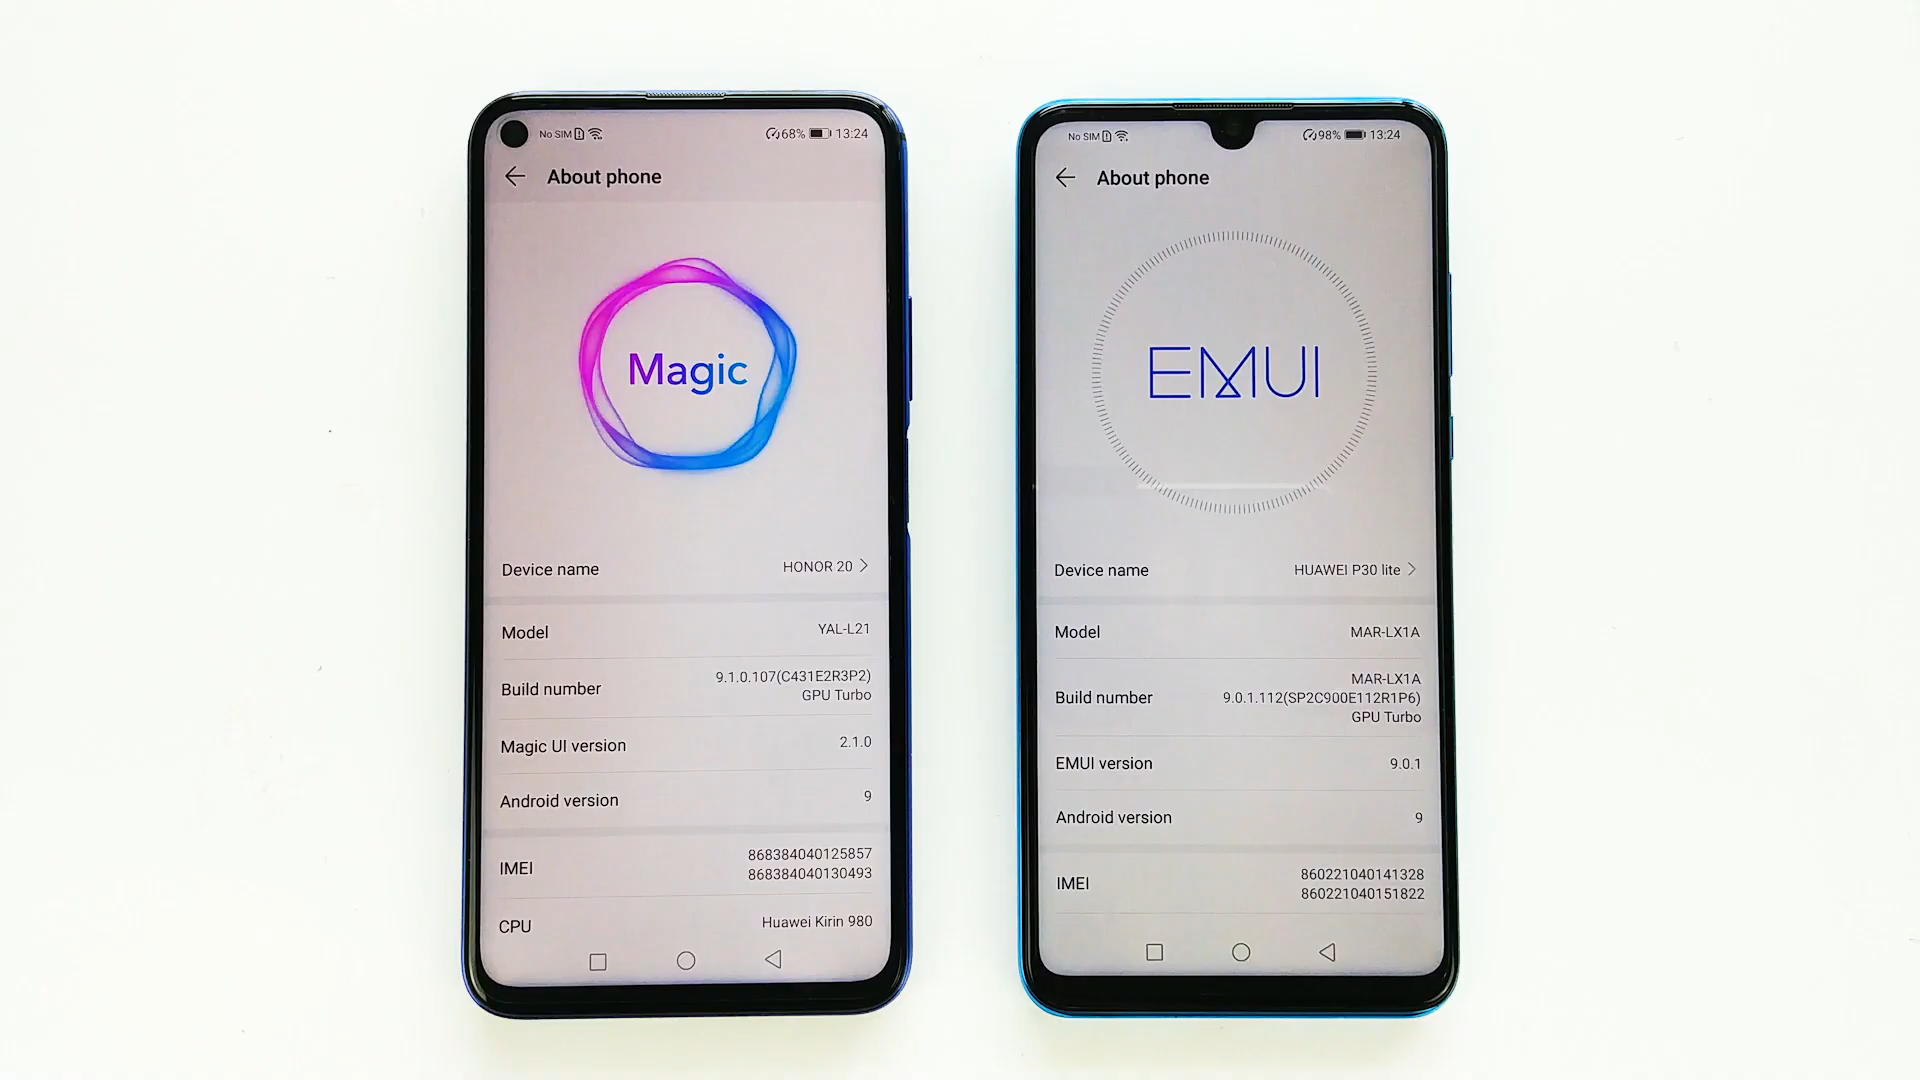 No SIM 68% 13:24
About phone
Magic
Device name HONOR 20
Model YAL-L21
Build number 9.1.0.107(C431E2R3P2)
GPU Turbo
Magic UI version 2.1.0
Android version 9
IMEI 868384040125857
868384040130493
CPU Huawei Kirin 980
No SIM 98% 13:24
About phone
EMUI
Device name HUAWEI P30 lite
Model MAR-LX1A
Build number MAR-LX1A
9.0.1.112(SP2C900E112R1P6)
GPU Turbo
EMUI version 9.0.1
Android version 9
IMEI 860221040141328
860221040151822